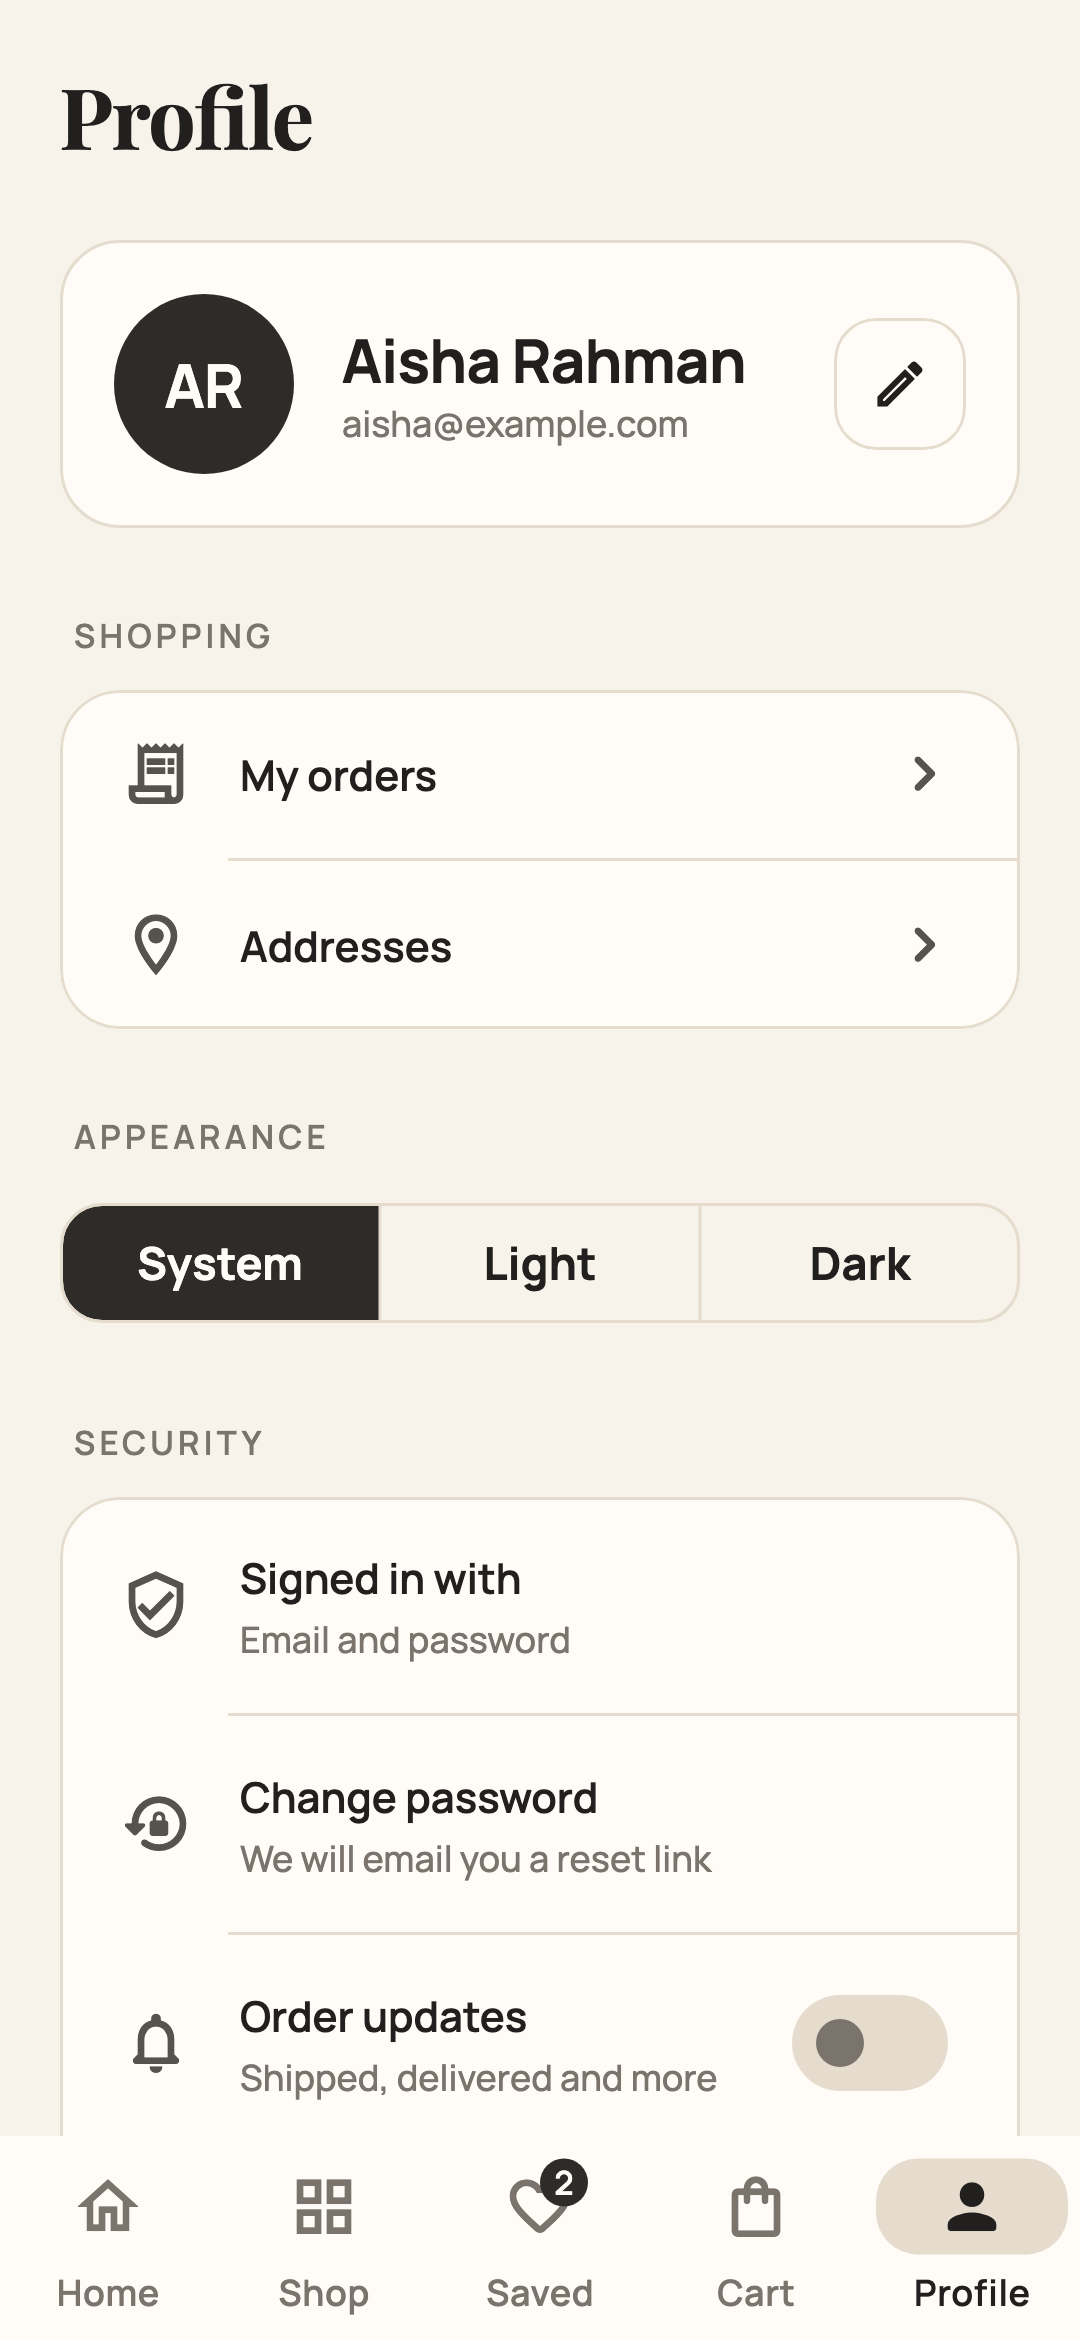 Profile
AR
Aisha Rahman
aisha@example.com
SHOPPING
My orders
Addresses
APPEARANCE
System
Light
Dark
SECURITY
Signed in with
Email and password
Change password
We will email you a reset link
Order updates
Shipped, delivered and more
2
Home
Shop
Saved
Cart
Profile